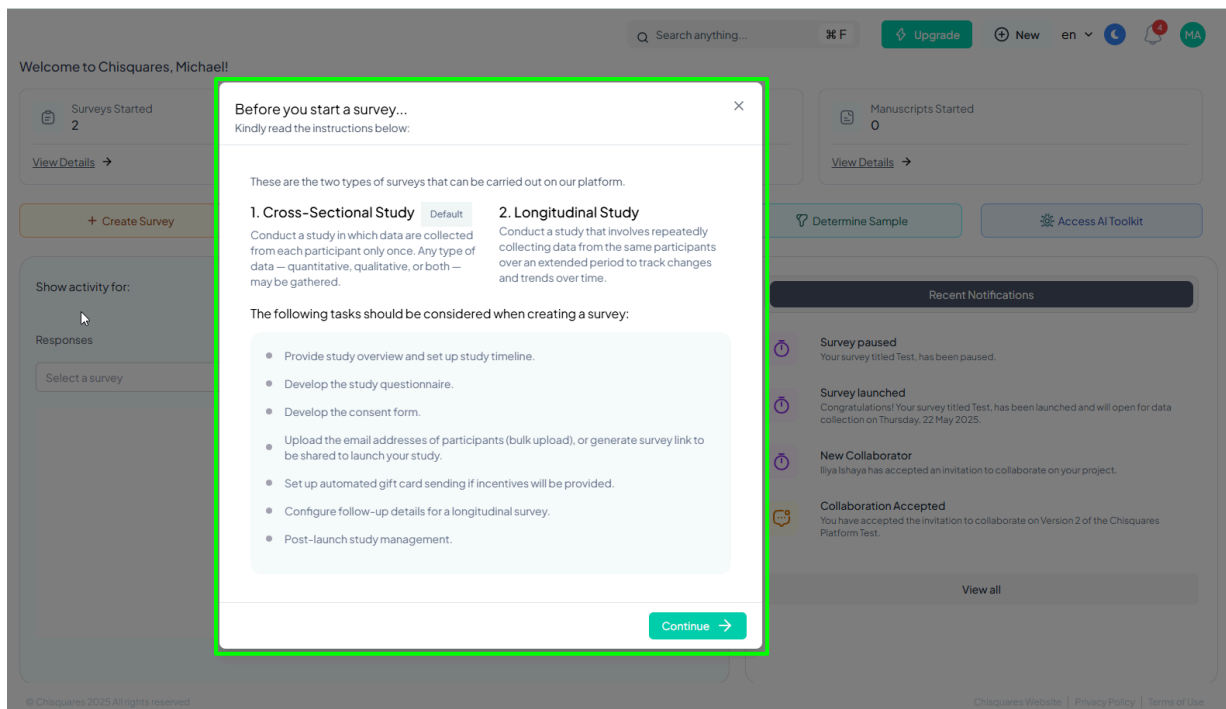 Search anything...
⌘ F
Upgrade
New
en
4
MA
Welcome to Chisquares, Michael!
Surveys Started
2
View Details
Manuscripts Started
0
View Details
+ Create Survey
Determine Sample
Access AI Toolkit
Before you start a survey...
Kindly read the instructions below:
These are the two types of surveys that can be carried out on our platform.
1. Cross-Sectional Study Default
Conduct a study in which data are collected
from each participant only once. Any type of
data — quantitative, qualitative, or both —
may be gathered.
2. Longitudinal Study
Conduct a study that involves repeatedly
collecting data from the same participants
over an extended period to track changes
and trends over time.
The following tasks should be considered when creating a survey:
Provide study overview and set up study timeline.
Develop the study questionnaire.
Develop the consent form.
Upload the email addresses of participants (bulk upload), or generate survey link to
be shared to launch your study.
Set up automated gift card sending if incentives will be provided.
Configure follow-up details for a longitudinal survey.
Post-launch study management.
Continue
Show activity for:
Responses
Select a survey
Recent Notifications
Survey paused
Your survey titled Test, has been paused.
Survey launched
Congratulations! Your survey titled Test, has been launched and will open for data
collection on Thursday, 22 May 2025.
New Collaborator
Iliya Ishaya has accepted an invitation to collaborate on your project.
Collaboration Accepted
You have accepted the invitation to collaborate on Version 2 of the Chisquares
Platform Test.
View all
© Chisquares 2025 All rights reserved
Chisquares Website | Privacy Policy | Terms of Use